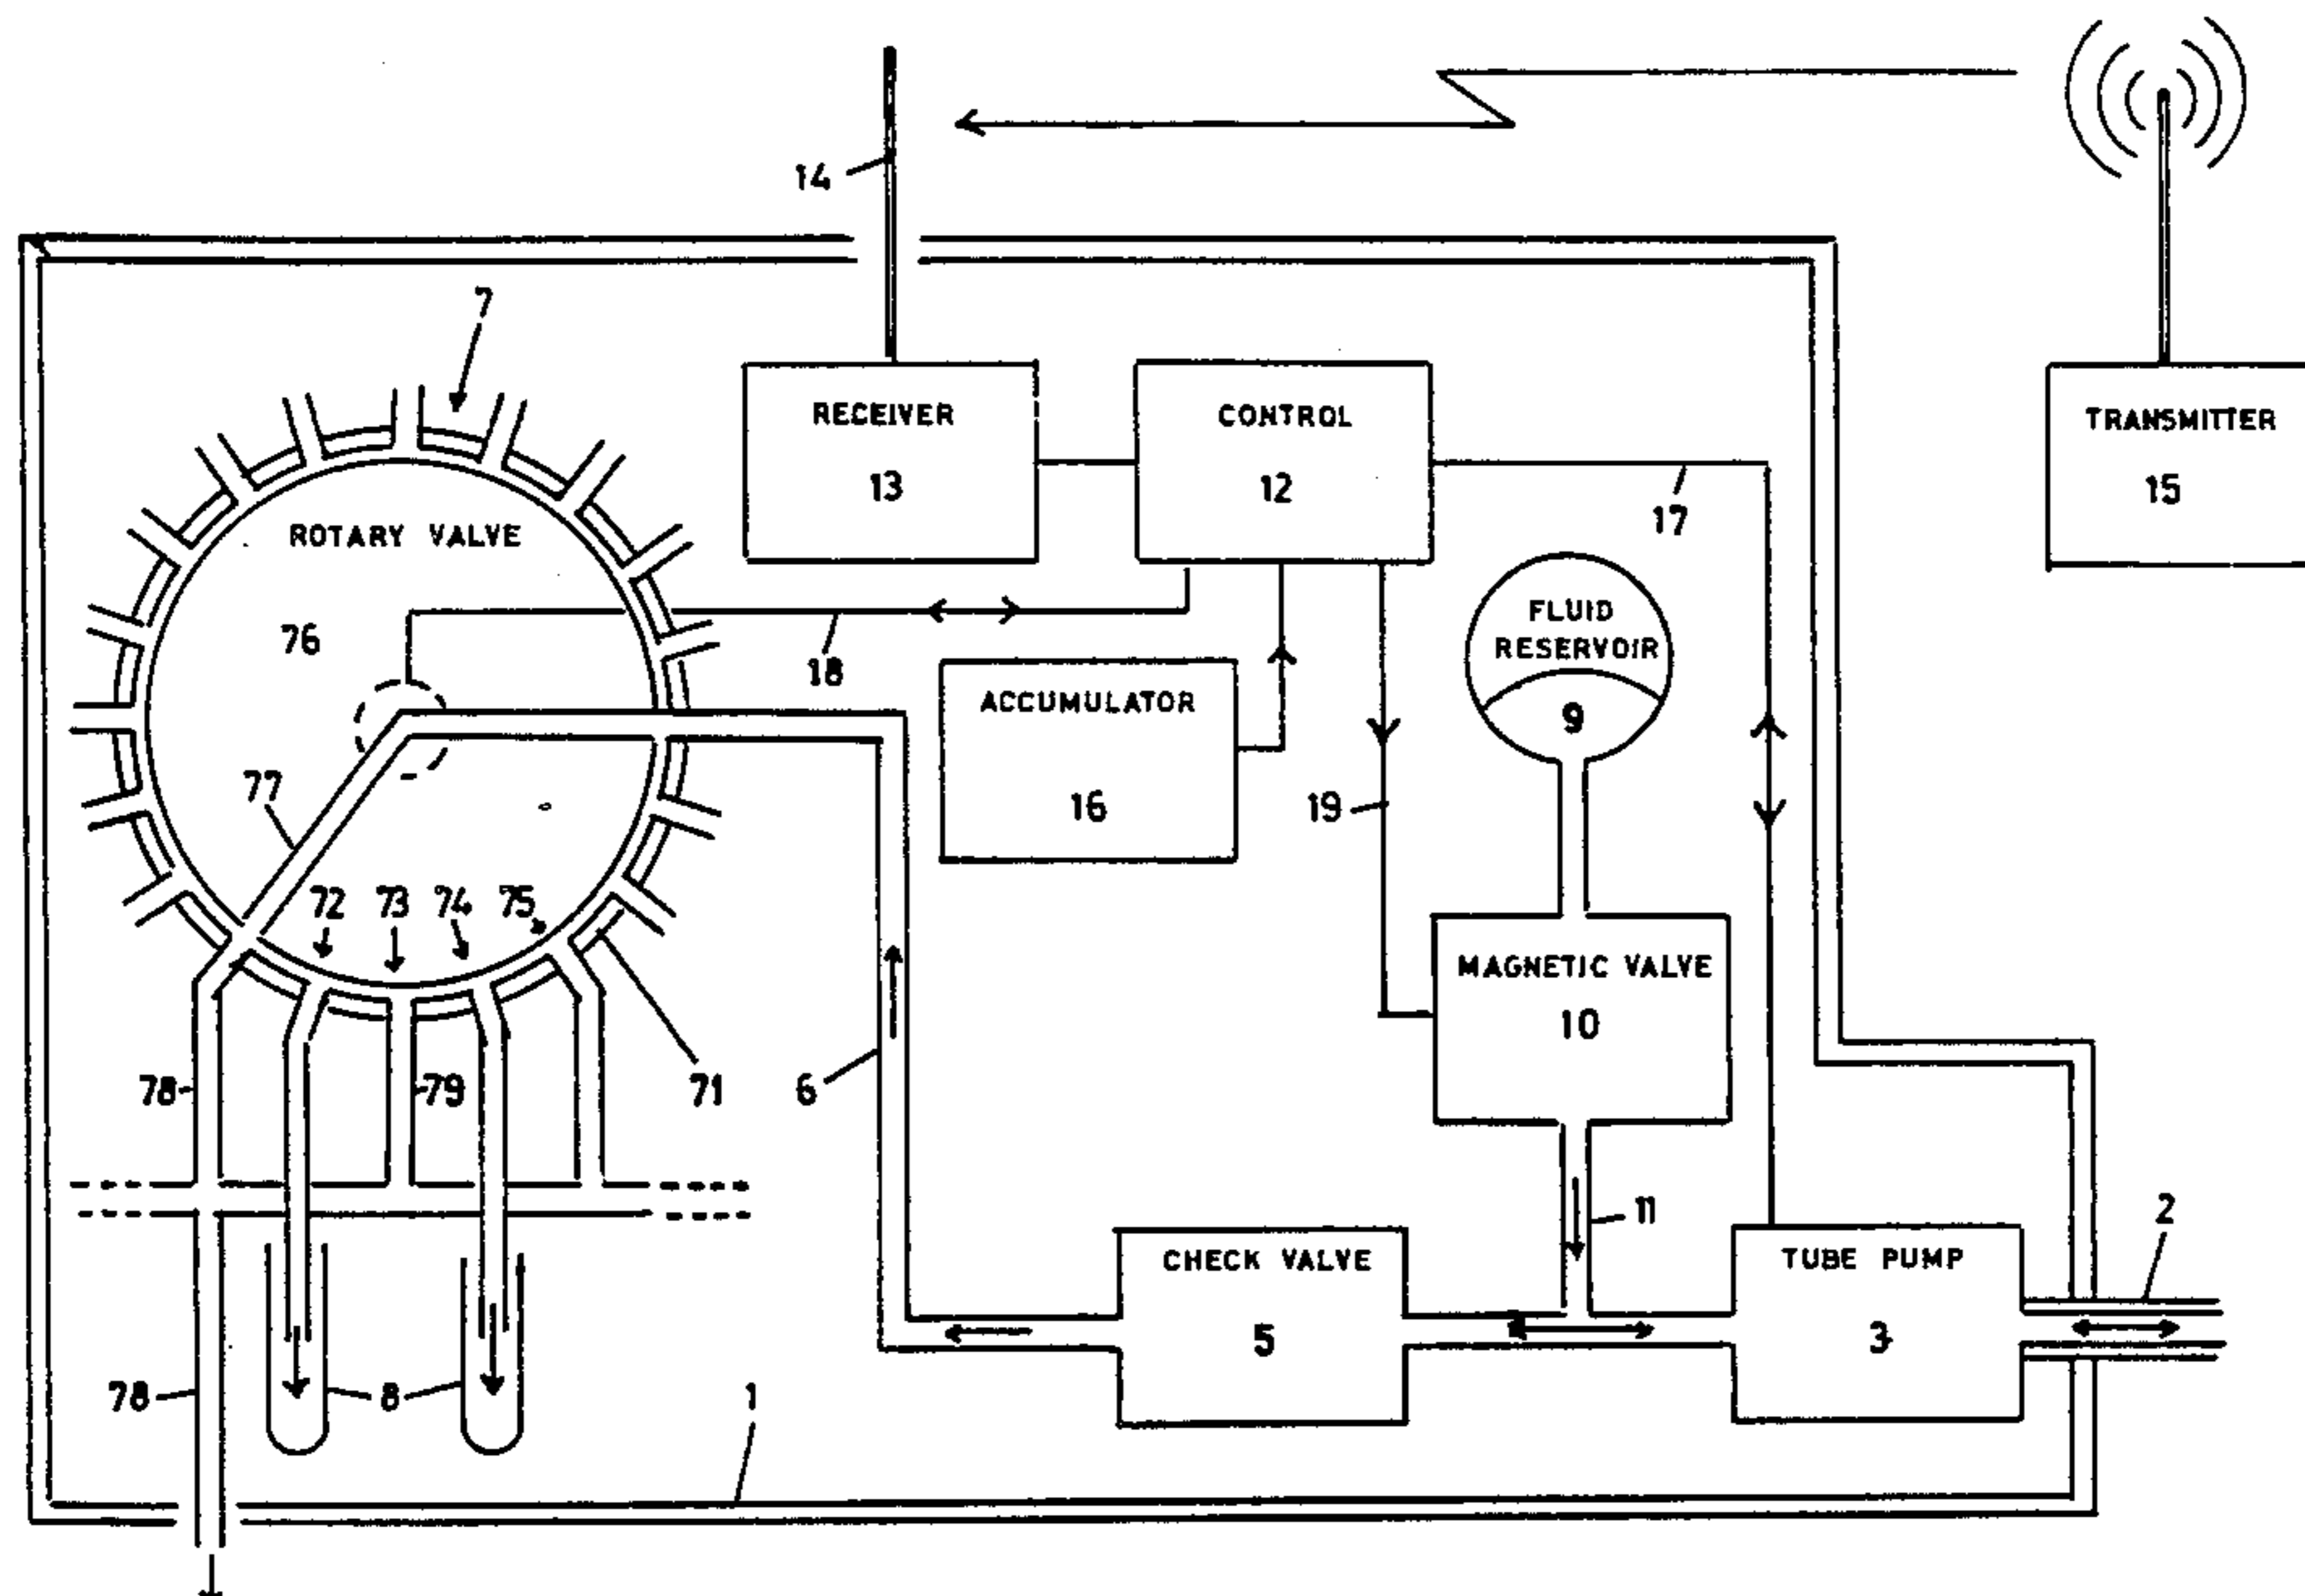 14
7
RECEIVER
13
CONTROL
12
TRANSMITTER
15
17
ROTARY VALVE
76
18
FLUID
RESERVOIR
9
ACCUMULATOR
16
19
77
72 73 74 75
MAGNETIC VALVE
10
78
79
71
6
11
2
CHECK VALVE
5
TUBE PUMP
3
78
8
1